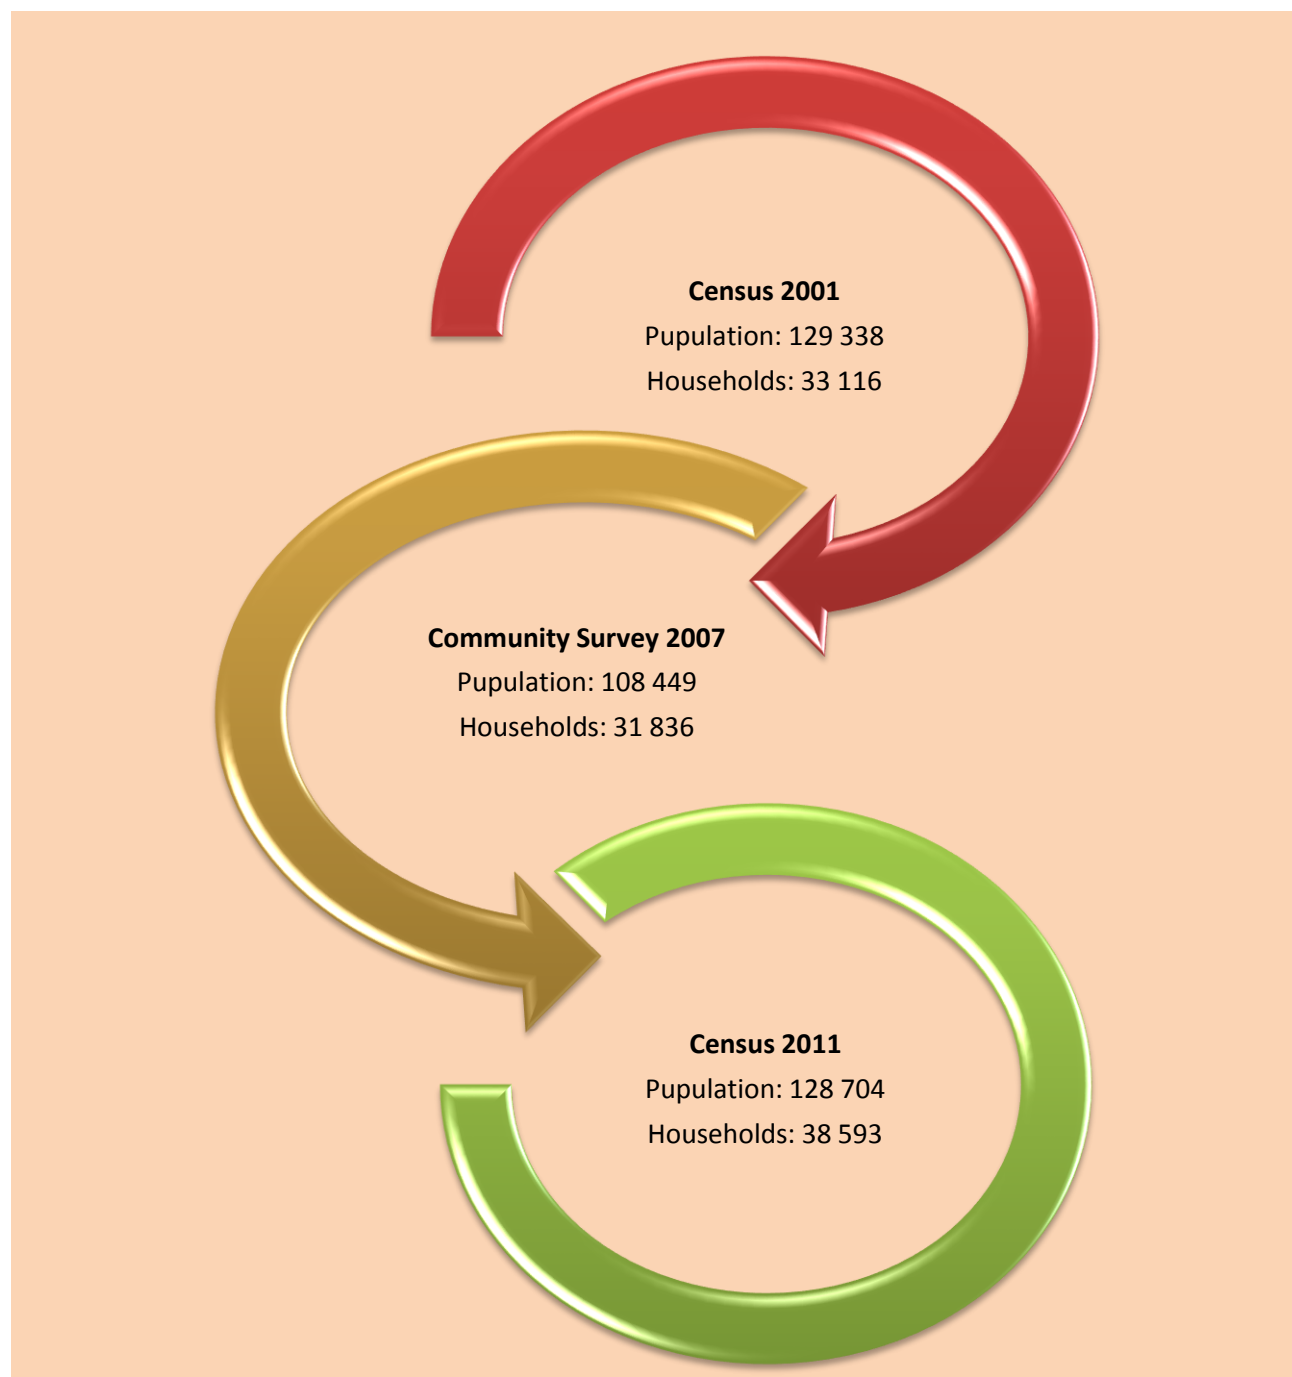 Census 2001
Pupulation: 129 338
Households: 33 116
Community Survey 2007
Pupulation: 108 449
Households: 31 836
Census 2011
Pupulation: 128 704
Households: 38 593